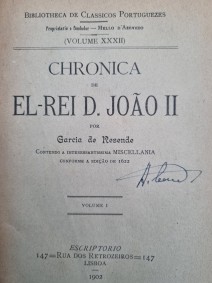 BIBLIOTHECA DE CLASSICOS PORTUGUEZES
Proprietario e fundador — MELLO D'AZEVEDO
(VOLUME XXXII)
CHRONICA
DE
EL-REI D. JOÃO II
POR
Garcia de Rezende
CONTENDO A INTERESSANTISSIMA MISCELLANIA
CONFORME A EDIÇÃO DE 1622
VOLUME I
ESCRIPTORIO
147 — RUA DOS RETROZEIROS — 147
LISBOA
1902